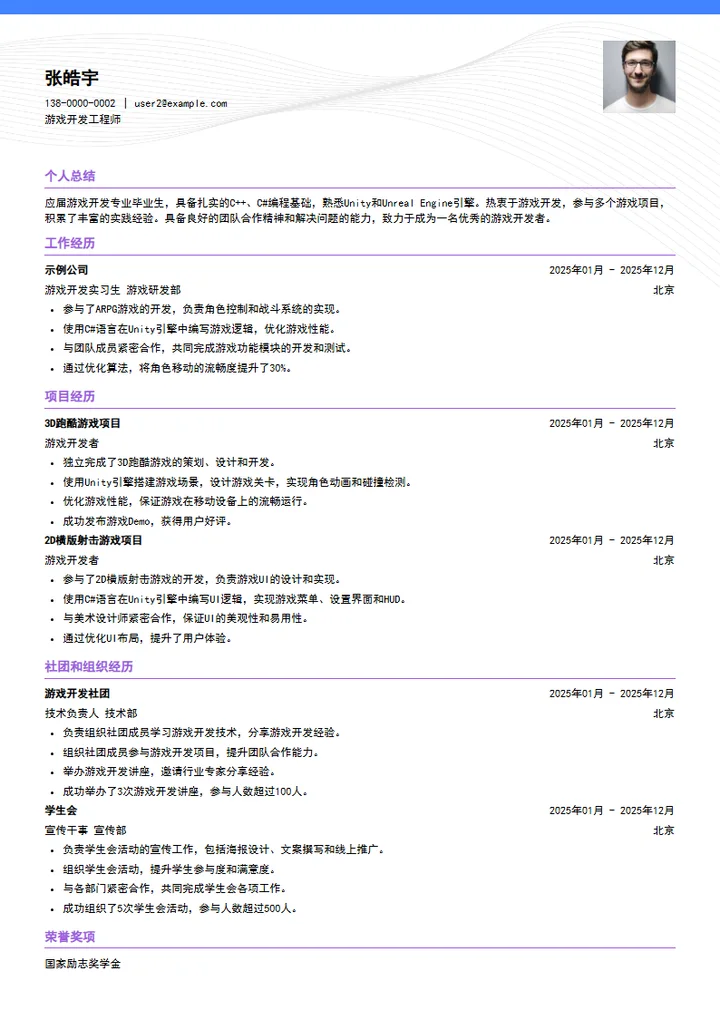 张皓宇
138-0000-0002 | user2@example.com
游戏开发工程师
个人总结
应届游戏开发专业毕业生，具备扎实的C++、C#编程基础，熟悉Unity和Unreal Engine引擎。热衷于游戏开发，参与多个游戏项目，
积累了丰富的实践经验。具备良好的团队合作精神和解决问题的能力，致力于成为一名优秀的游戏开发者。
工作经历
示例公司 2025年01月 - 2025年12月
游戏开发实习生 游戏研发部 北京
• 参与了ARPG游戏的开发，负责角色控制和战斗系统的实现。
• 使用C#语言在Unity引擎中编写游戏逻辑，优化游戏性能。
• 与团队成员紧密合作，共同完成游戏功能模块的开发和测试。
• 通过优化算法，将角色移动的流畅度提升了30%。
项目经历
3D跑酷游戏项目 2025年01月 - 2025年12月
游戏开发者 北京
• 独立完成了3D跑酷游戏的策划、设计和开发。
• 使用Unity引擎搭建游戏场景，设计游戏关卡，实现角色动画和碰撞检测。
• 优化游戏性能，保证游戏在移动设备上的流畅运行。
• 成功发布游戏Demo，获得用户好评。
2D横版射击游戏项目 2025年01月 - 2025年12月
游戏开发者 北京
• 参与了2D横版射击游戏的开发，负责游戏UI的设计和实现。
• 使用C#语言在Unity引擎中编写UI逻辑，实现游戏菜单、设置界面和HUD。
• 与美术设计师紧密合作，保证UI的美观性和易用性。
• 通过优化UI布局，提升了用户体验。
社团和组织经历
游戏开发社团 2025年01月 - 2025年12月
技术负责人 技术部 北京
• 负责组织社团成员学习游戏开发技术，分享游戏开发经验。
• 组织社团成员参与游戏开发项目，提升团队合作能力。
• 举办游戏开发讲座，邀请行业专家分享经验。
• 成功举办了3次游戏开发讲座，参与人数超过100人。
学生会 2025年01月 - 2025年12月
宣传干事 宣传部 北京
• 负责学生会活动的宣传工作，包括海报设计、文案撰写和线上推广。
• 组织学生会活动，提升学生参与度和满意度。
• 与各部门紧密合作，共同完成学生会各项工作。
• 成功组织了5次学生会活动，参与人数超过500人。
荣誉奖项
国家励志奖学金